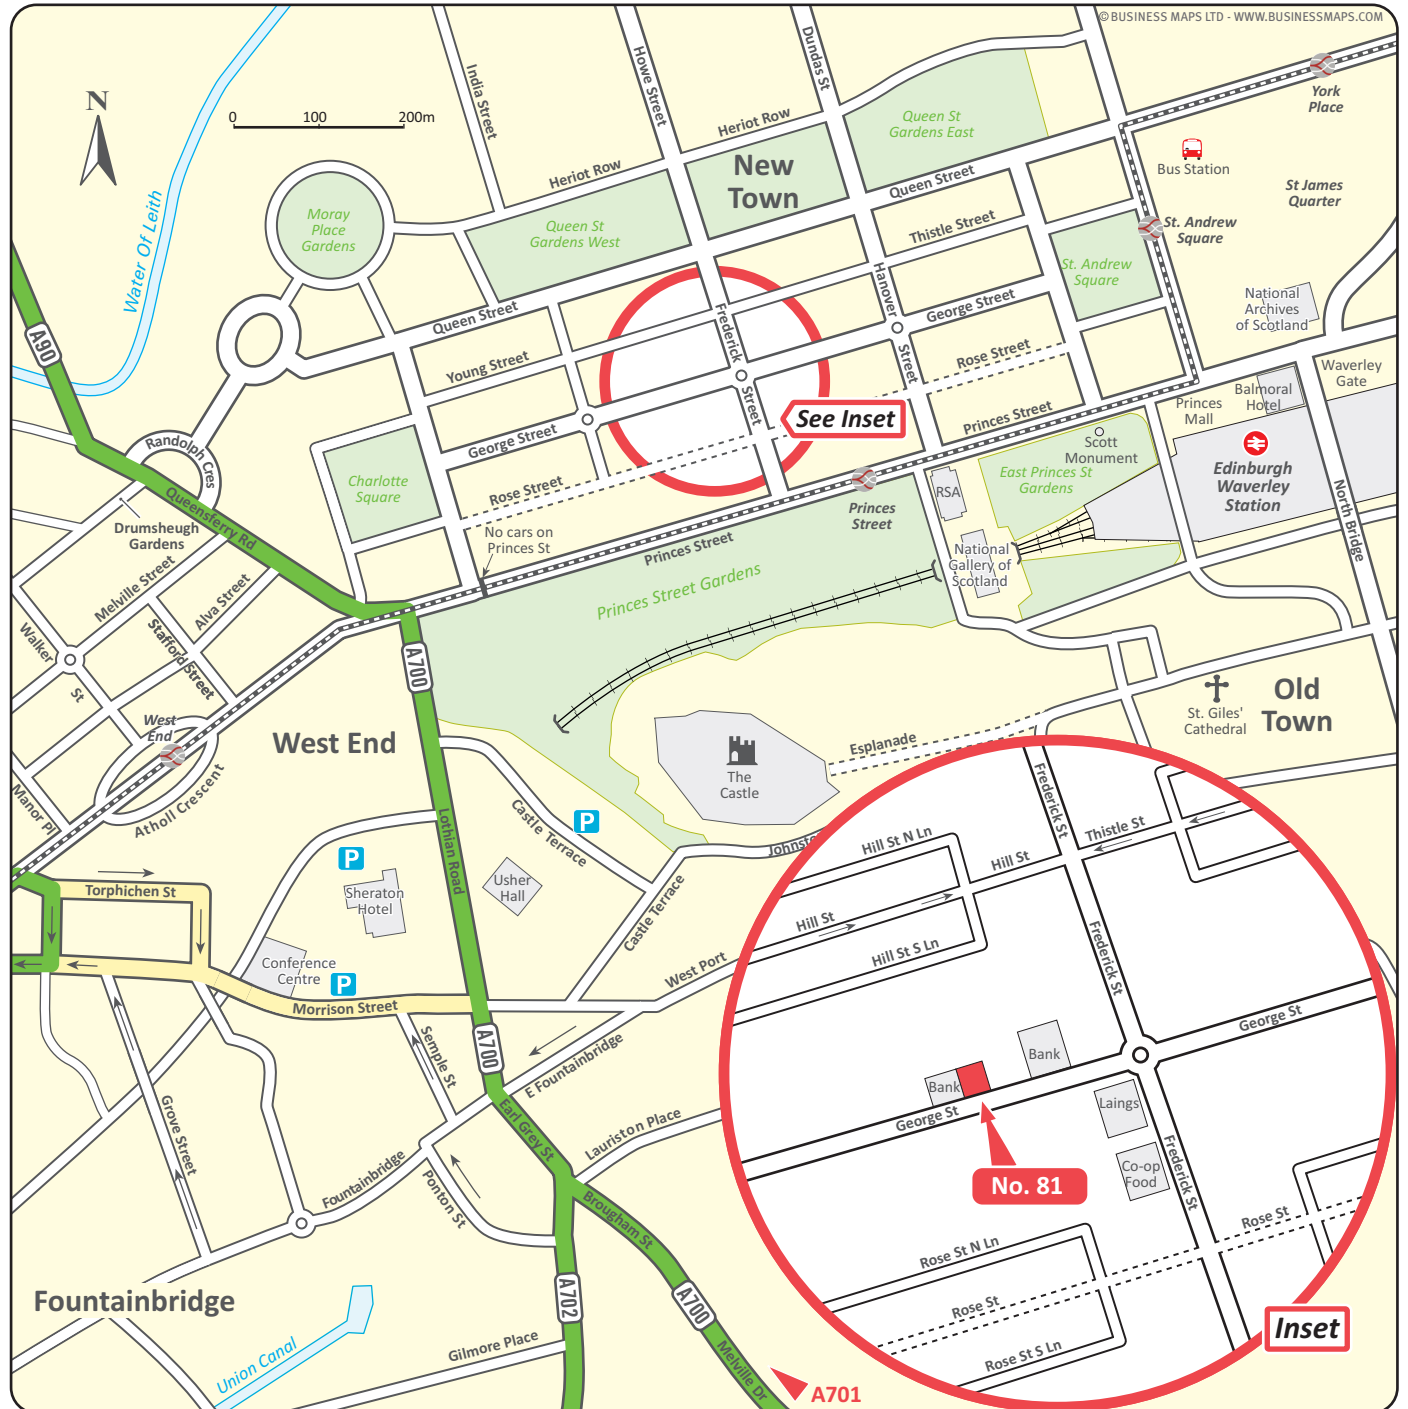 © BUSINESS MAPS LTD - WWW.BUSINESSMAPS.COM
N
0 100 200m
India Street
Howe Street
Dundas St
Heriot Row
Heriot Row
Queen St
Gardens East
York
Place
Bus Station
St James
Quarter
New
Town
Queen Street
Thistle Street
St. Andrew
Square
St. Andrew
Square
Moray
Place
Gardens
Queen St
Gardens West
Water Of Leith
A90
Queen Street
Frederick
Street
Hanover
Street
George Street
Rose Street
National
Archives
of Scotland
Waverley
Gate
Balmoral
Hotel
Princes
Mall
Young Street
George Street
Rose Street
See Inset
Princes Street
Scott
Monument
East Princes St
Gardens
Edinburgh
Waverley
Station
North Bridge
Randolph Cres
Charlotte
Square
Queensferry Rd
Drumsheugh
Gardens
No cars on
Princes St
Princes
Street
RSA
National
Gallery of
Scotland
Princes Street
Princes Street Gardens
Melville Street
Alva Street
Stafford Street
Walker
St
West
End
A700
West End
Manor Pl
Atholl Crescent
Lothian Road
The
Castle
Esplanade
St. Giles'
Cathedral
Old
Town
Castle Terrace
P
P
Castle Terrace
Usher
Hall
Sheraton
Hotel
Torphichen St
Conference
Centre
P
Morrison Street
West Port
Semple St
A700
E Fountainbridge
Earl Grey St
Lauriston Place
Grove Street
Fountainbridge
Ponton St
Brougham St
Fountainbridge
Union Canal
A702
A700
Gilmore Place
Melville Dr
A701
Johnsto
Frederick St
Hill St N Ln
Hill St
Thistle St
Hill St
Hill St S Ln
Frederick St
George St
Bank
Bank
George St
Laings
No. 81
Co-op
Food
Frederick St
Rose St
Rose St N Ln
Rose St
Rose St S Ln
Inset